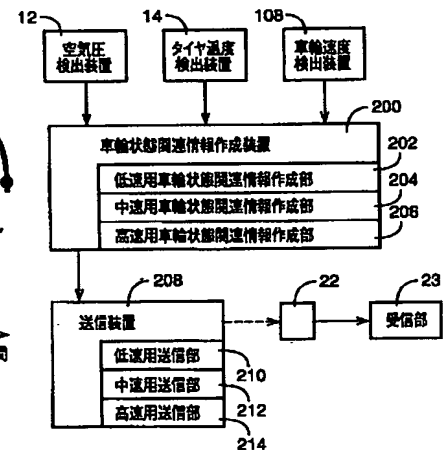 12
14
108
空気圧
検出装置
タイヤ温度
検出装置
車輪速度
検出装置
200
車輪状態関連情報作成装置
202
低速用車輪状態関連情報作成部
204
中速用車輪状態関連情報作成部
206
高速用車輪状態関連情報作成部
208
22
23
送信装置
受信部
低速用送信部
210
中速用送信部
212
高速用送信部
214